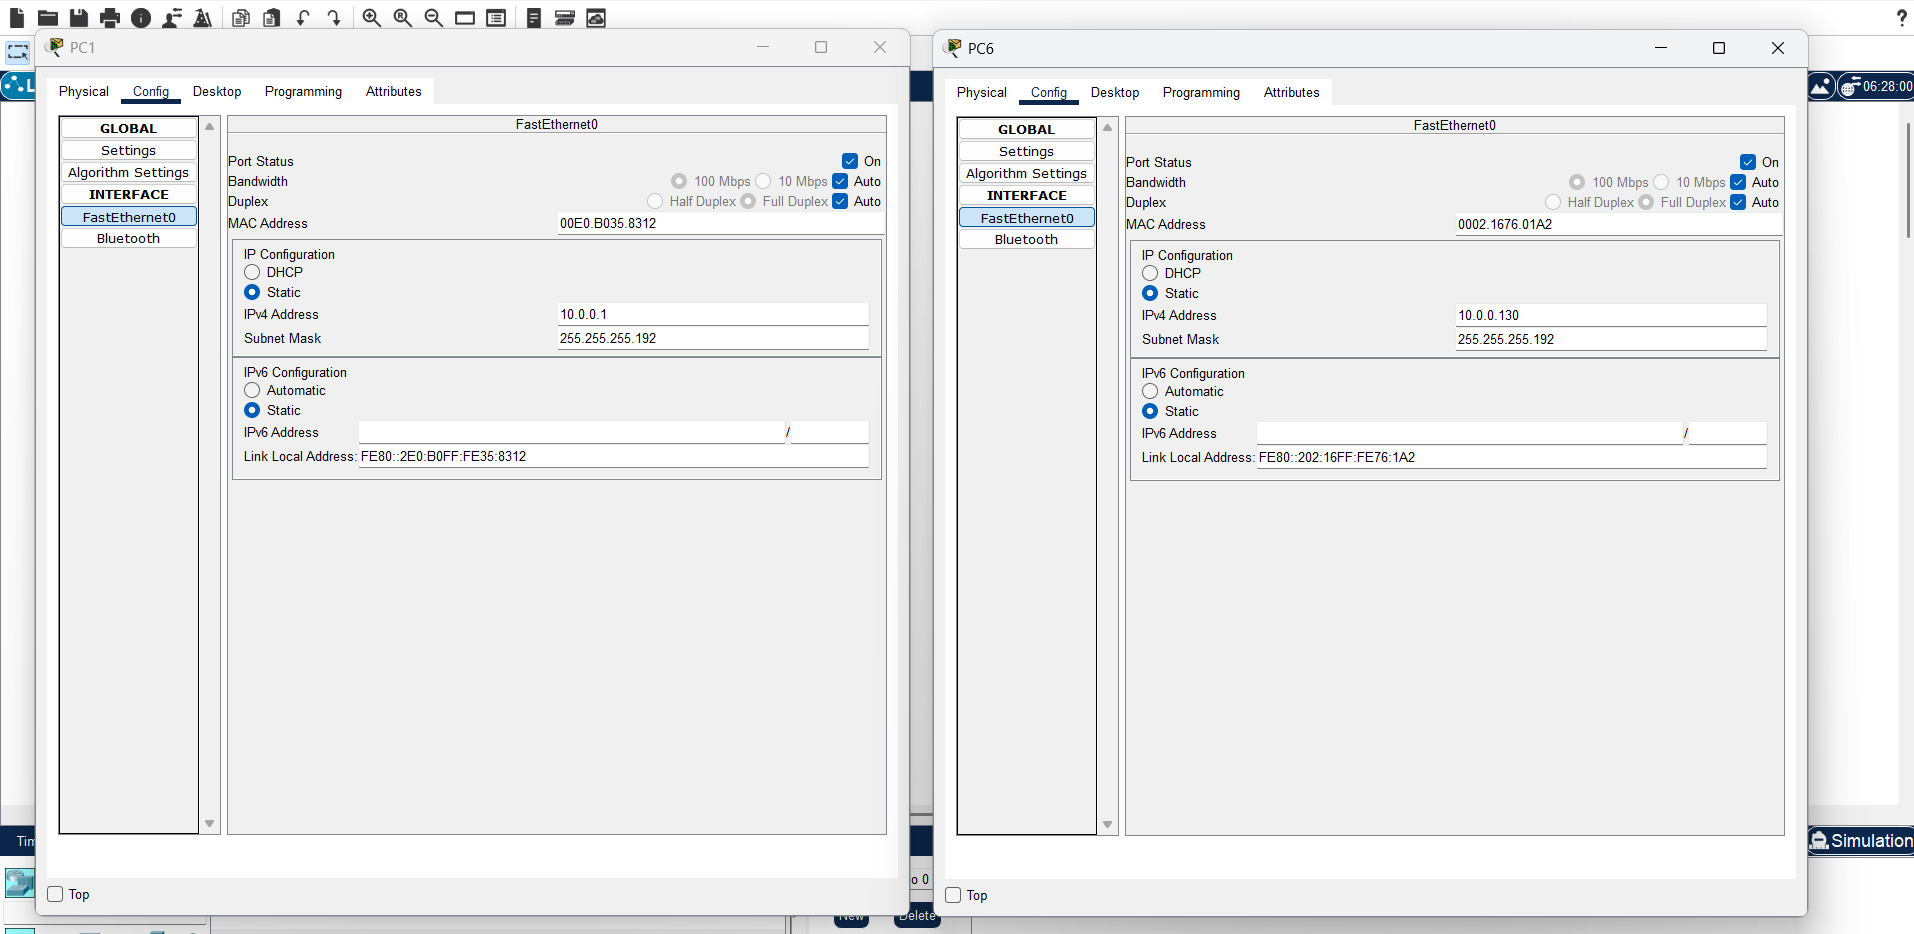 ?
PC1
Physical Config Desktop Programming Attributes
GLOBAL
Settings
Algorithm Settings
INTERFACE
FastEthernet0
Bluetooth
FastEthernet0
Port Status On
Bandwidth 100 Mbps 10 Mbps Auto
Duplex Half Duplex Full Duplex Auto
MAC Address 00E0.B035.8312
IP Configuration
DHCP
Static
IPv4 Address 10.0.0.1
Subnet Mask 255.255.255.192
IPv6 Configuration
Automatic
Static
IPv6 Address /
Link Local Address: FE80::2E0:B0FF:FE35:8312
Top
PC6
Physical Config Desktop Programming Attributes
GLOBAL
Settings
Algorithm Settings
INTERFACE
FastEthernet0
Bluetooth
FastEthernet0
Port Status On
Bandwidth 100 Mbps 10 Mbps Auto
Duplex Half Duplex Full Duplex Auto
MAC Address 0002.1676.01A2
IP Configuration
DHCP
Static
IPv4 Address 10.0.0.130
Subnet Mask 255.255.255.192
IPv6 Configuration
Automatic
Static
IPv6 Address /
Link Local Address: FE80::202:16FF:FE76:1A2
Top
L
06:28:00
Tim
Simulation
o 0
New Delete